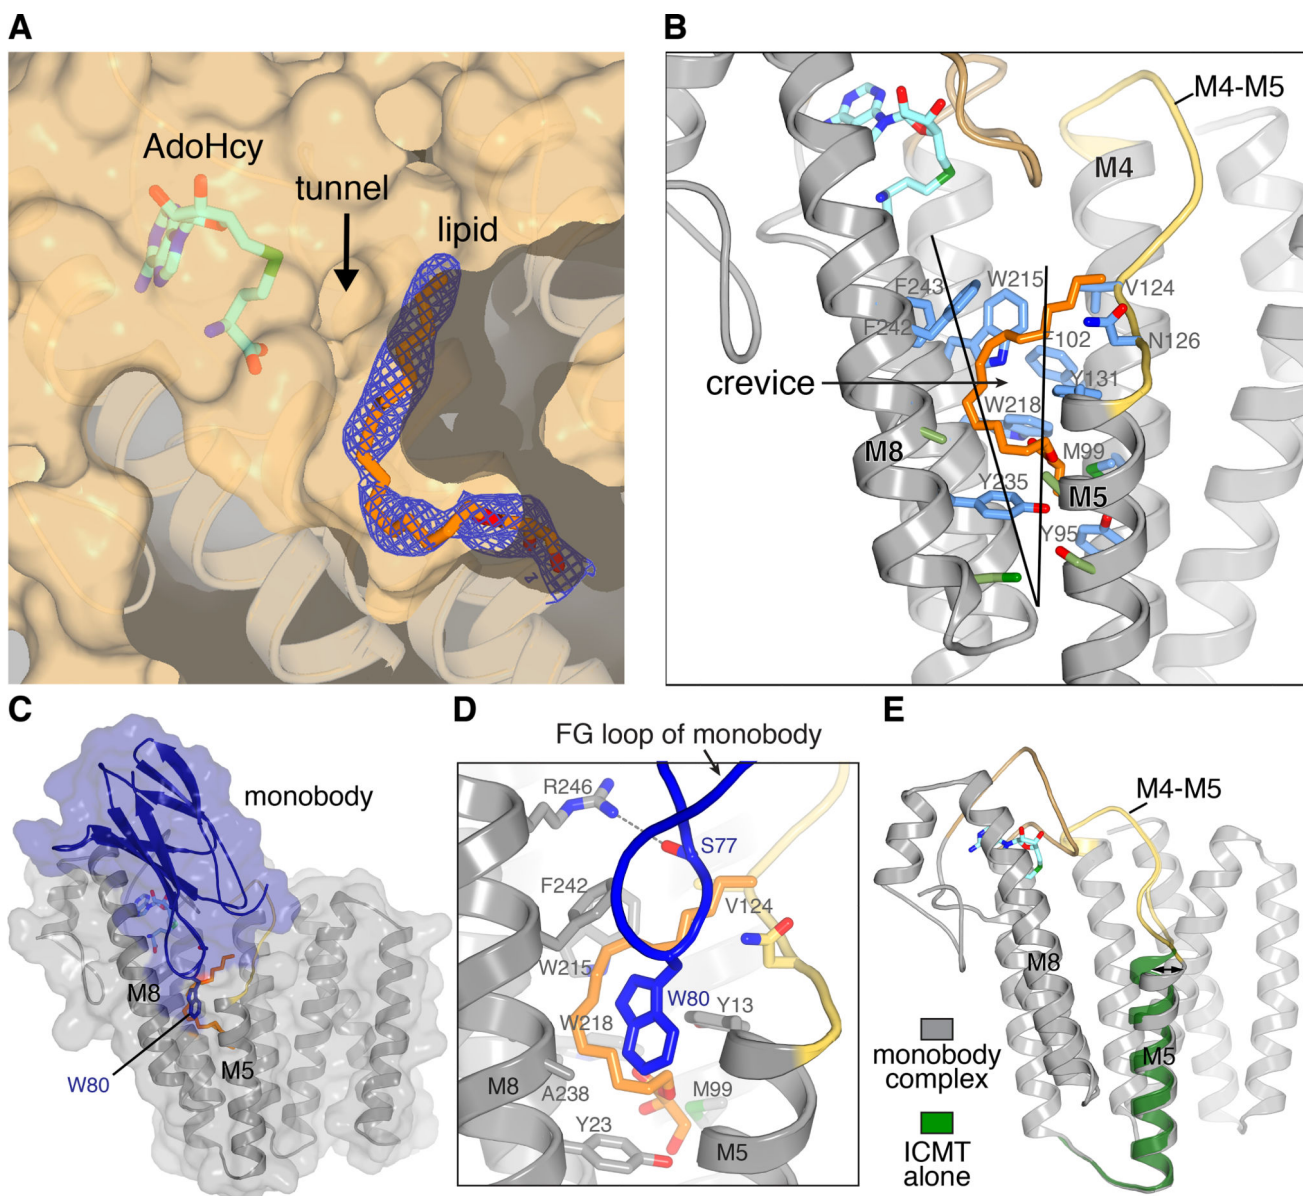 A
AdoHcy
tunnel
lipid
B
M4-M5
M4
F243
W215
V124
F242
F102
N126
crevice
Y131
W218
M8
M99
Y235
M5
Y95
C
monobody
M8
M5
W80
D
FG loop of monobody
R246
S77
F242
V124
W215
W80
Y13
W218
M8
A238
M99
Y23
M5
E
M4-M5
M8
M5
monobody
complex
ICMT
alone